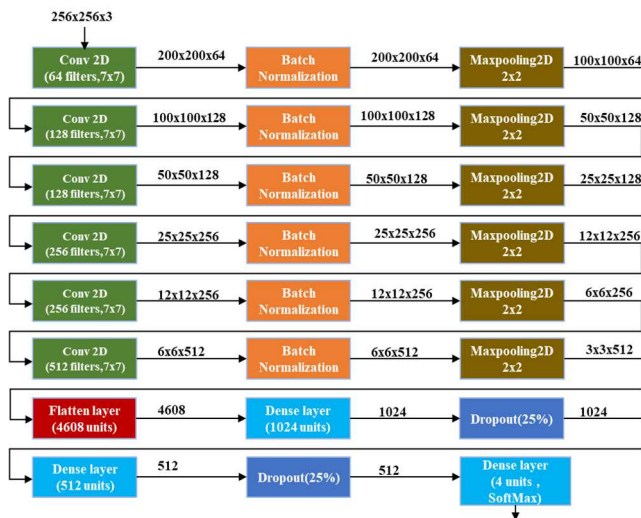 256x256x3
Conv 2D
(64 filters,7x7)
200x200x64
Batch
Normalization
200x200x64
Maxpooling2D
2x2
100x100x64
Conv 2D
(128 filters,7x7)
100x100x128
Batch
Normalization
100x100x128
Maxpooling2D
2x2
50x50x128
Conv 2D
(128 filters,7x7)
50x50x128
Batch
Normalization
50x50x128
Maxpooling2D
2x2
25x25x128
Conv 2D
(256 filters,7x7)
25x25x256
Batch
Normalization
25x25x256
Maxpooling2D
2x2
12x12x256
Conv 2D
(256 filters,7x7)
12x12x256
Batch
Normalization
12x12x256
Maxpooling2D
2x2
6x6x256
Conv 2D
(512 filters,7x7)
6x6x512
Batch
Normalization
6x6x512
Maxpooling2D
2x2
3x3x512
Flatten layer
(4608 units)
4608
Dense layer
(1024 units)
1024
Dropout(25%)
1024
Dense layer
(512 units)
512
Dropout(25%)
512
Dense layer
(4 units ,
SoftMax)